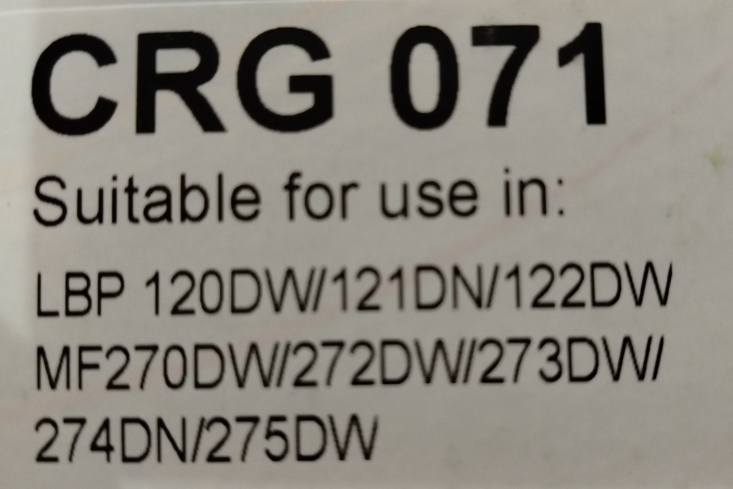 CRG 071
Suitable for use in:
LBP 120DW/121DN/122DW
MF270DW/272DW/273DW/
274DN/275DW